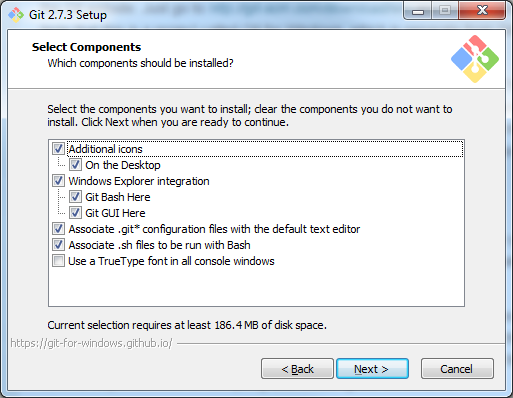 Git 2.7.3 Setup
Select Components
Which components should be installed?
Select the components you want to install; clear the components you do not want to
install. Click Next when you are ready to continue.
Additional icons
On the Desktop
Windows Explorer integration
Git Bash Here
Git GUI Here
Associate .git* configuration files with the default text editor
Associate .sh files to be run with Bash
Use a TrueType font in all console windows
Current selection requires at least 186.4 MB of disk space.
https://git-for-windows.github.io/
< Back Next > Cancel